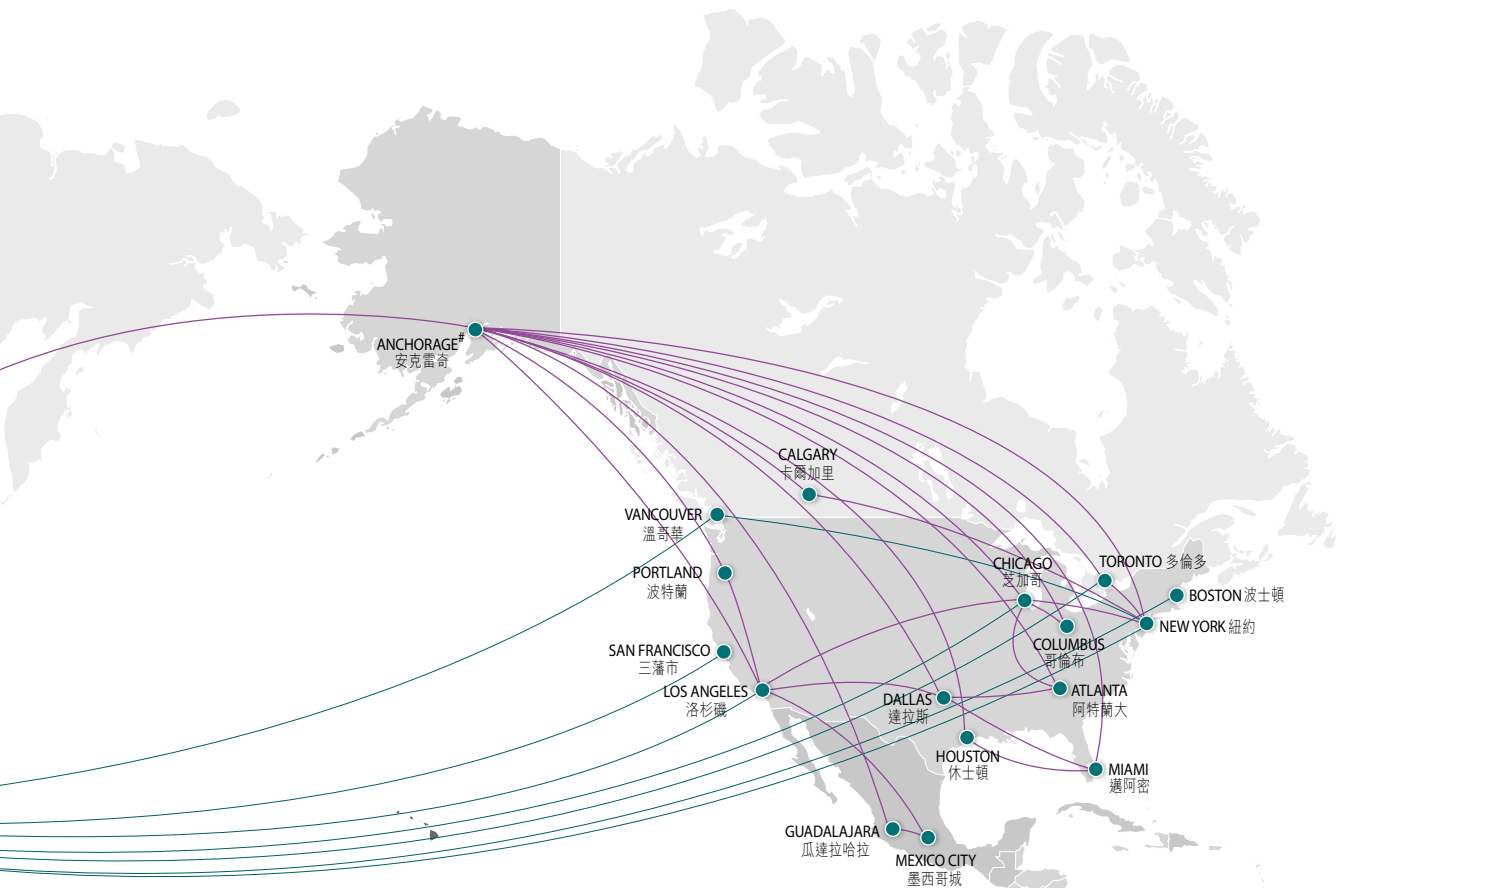 ANCHORAGE#
安克雷奇
CALGARY
卡爾加里
VANCOUVER
溫哥華
PORTLAND
波特蘭
CHICAGO
芝加哥
TORONTO 多倫多
BOSTON 波士頓
NEW YORK 紐約
COLUMBUS
哥倫布
SAN FRANCISCO
三藩市
LOS ANGELES
洛杉磯
DALLAS
達拉斯
ATLANTA
阿特蘭大
HOUSTON
休士頓
MIAMI
邁阿密
GUADALAJARA
瓜達拉哈拉
MEXICO CITY
墨西哥城